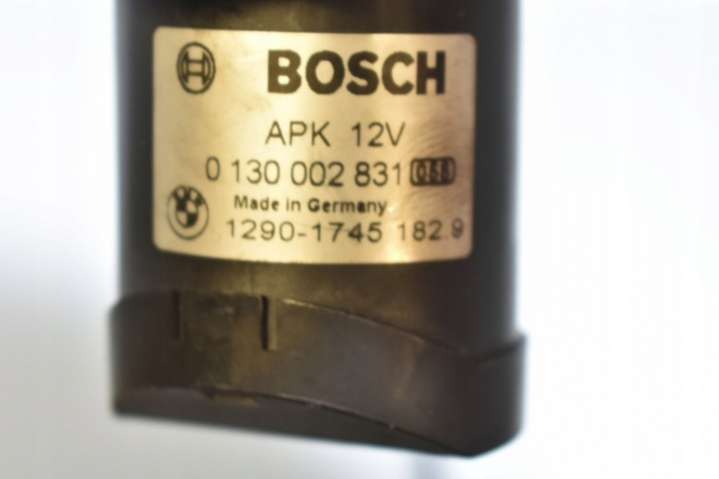 BOSCH
APK 12V
0 130 002 831
Made in Germany
1290-1745 182.9